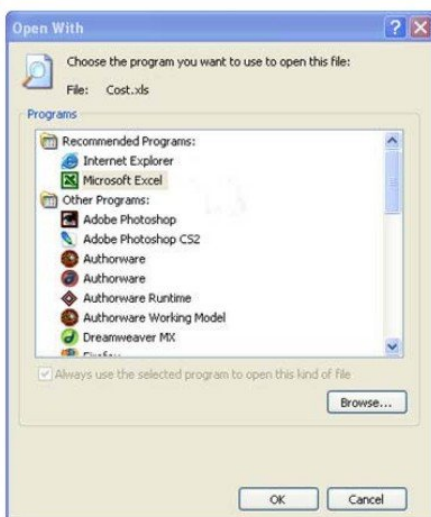 Open With
Choose the program you want to use to open this file:
File: Cost.xls
Programs
Recommended Programs:
Internet Explorer
Microsoft Excel
Other Programs:
Adobe Photoshop
Adobe Photoshop CS2
Authorware
Authorware
Authorware Runtime
Authorware Working Model
Dreamweaver MX
Always use the selected program to open this kind of file
Browse...
OK
Cancel